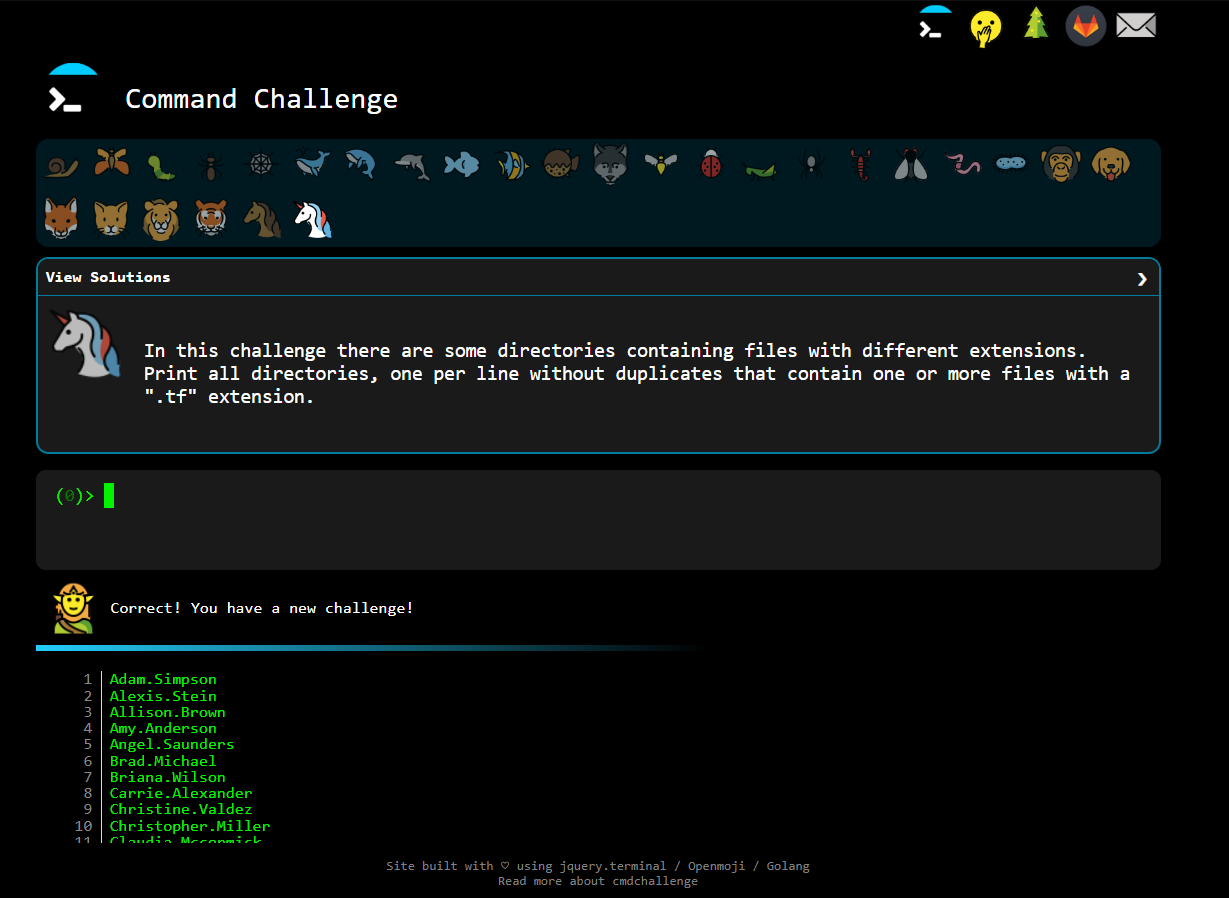 Command Challenge
View Solutions
In this challenge there are some directories containing files with different extensions.
Print all directories, one per line without duplicates that contain one or more files with a
".tf" extension.
(0)>
Correct! You have a new challenge!
1 Adam.Simpson
2 Alexis.Stein
3 Allison.Brown
4 Amy.Anderson
5 Angel.Saunders
6 Brad.Michael
7 Briana.Wilson
8 Carrie.Alexander
9 Christine.Valdez
10 Christopher.Miller
11 Claudia.Mccormick
Site built with ♡ using jquery.terminal / Openmoji / Golang
Read more about cmdchallenge